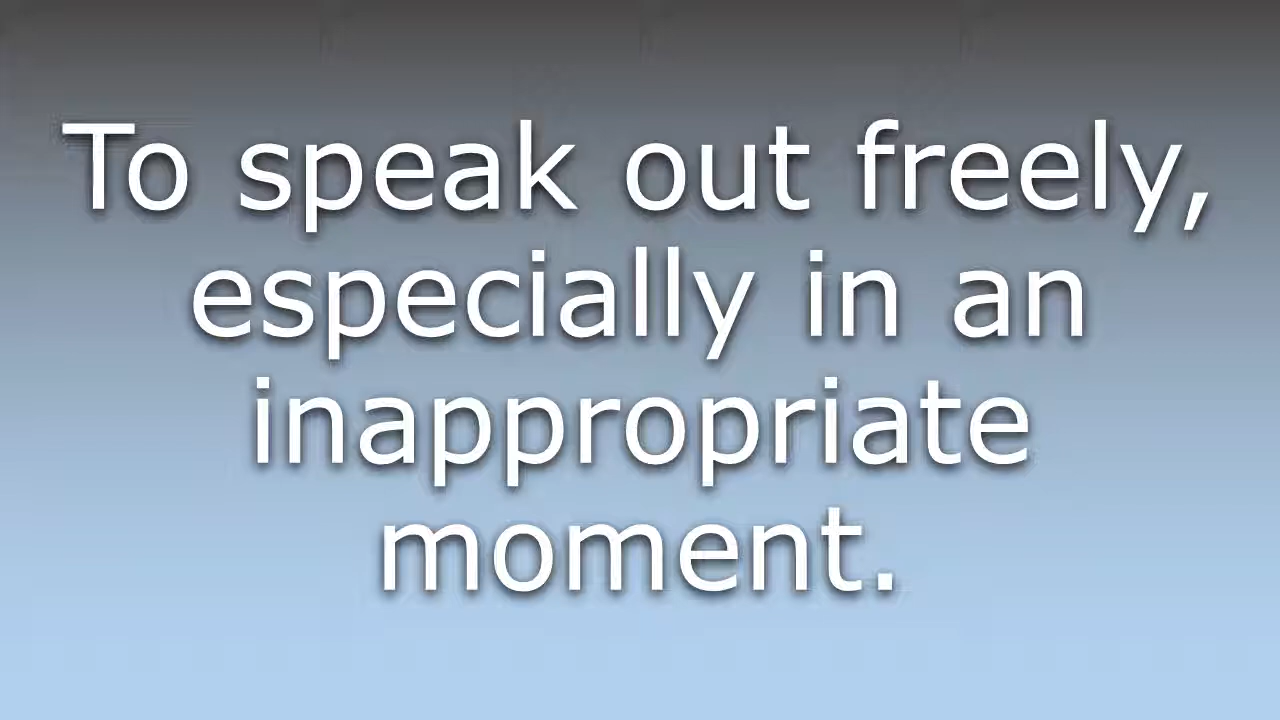 To speak out freely,
especially in an
inappropriate
moment.